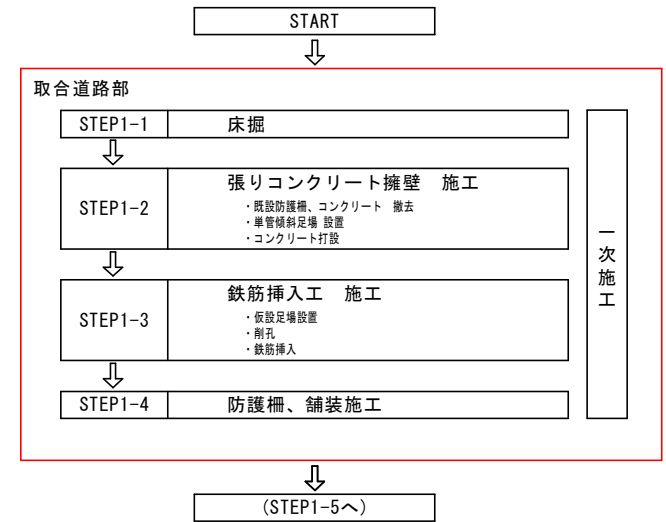 START
取合道路部
STEP1-1 床掘
STEP1-2 張りコンクリート擁壁　施工
・既設防護柵、コンクリート　撤去
・単管傾斜足場 設置
・コンクリート打設
STEP1-3 鉄筋挿入工　施工
・仮設足場設置
・削孔
・鉄筋挿入
STEP1-4 防護柵、舗装施工
一次施工
(STEP1-5へ)